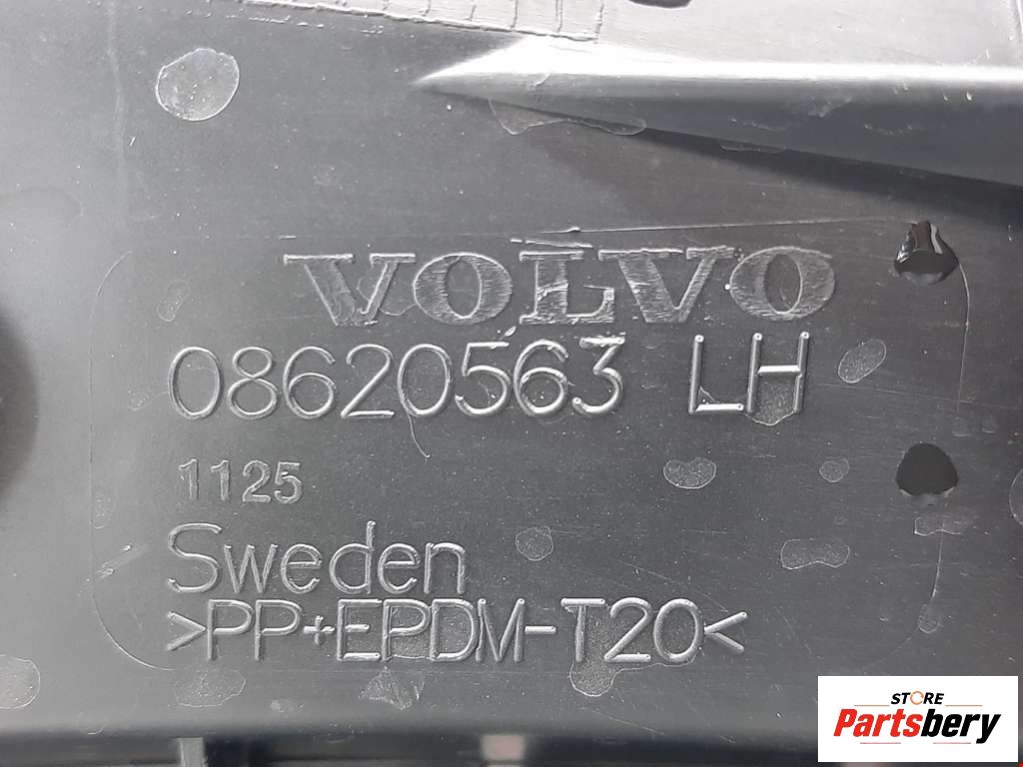 VOLVO
08620563 LH
1125
Sweden
>PP+EPDM-T20<
STORE
Partsbery